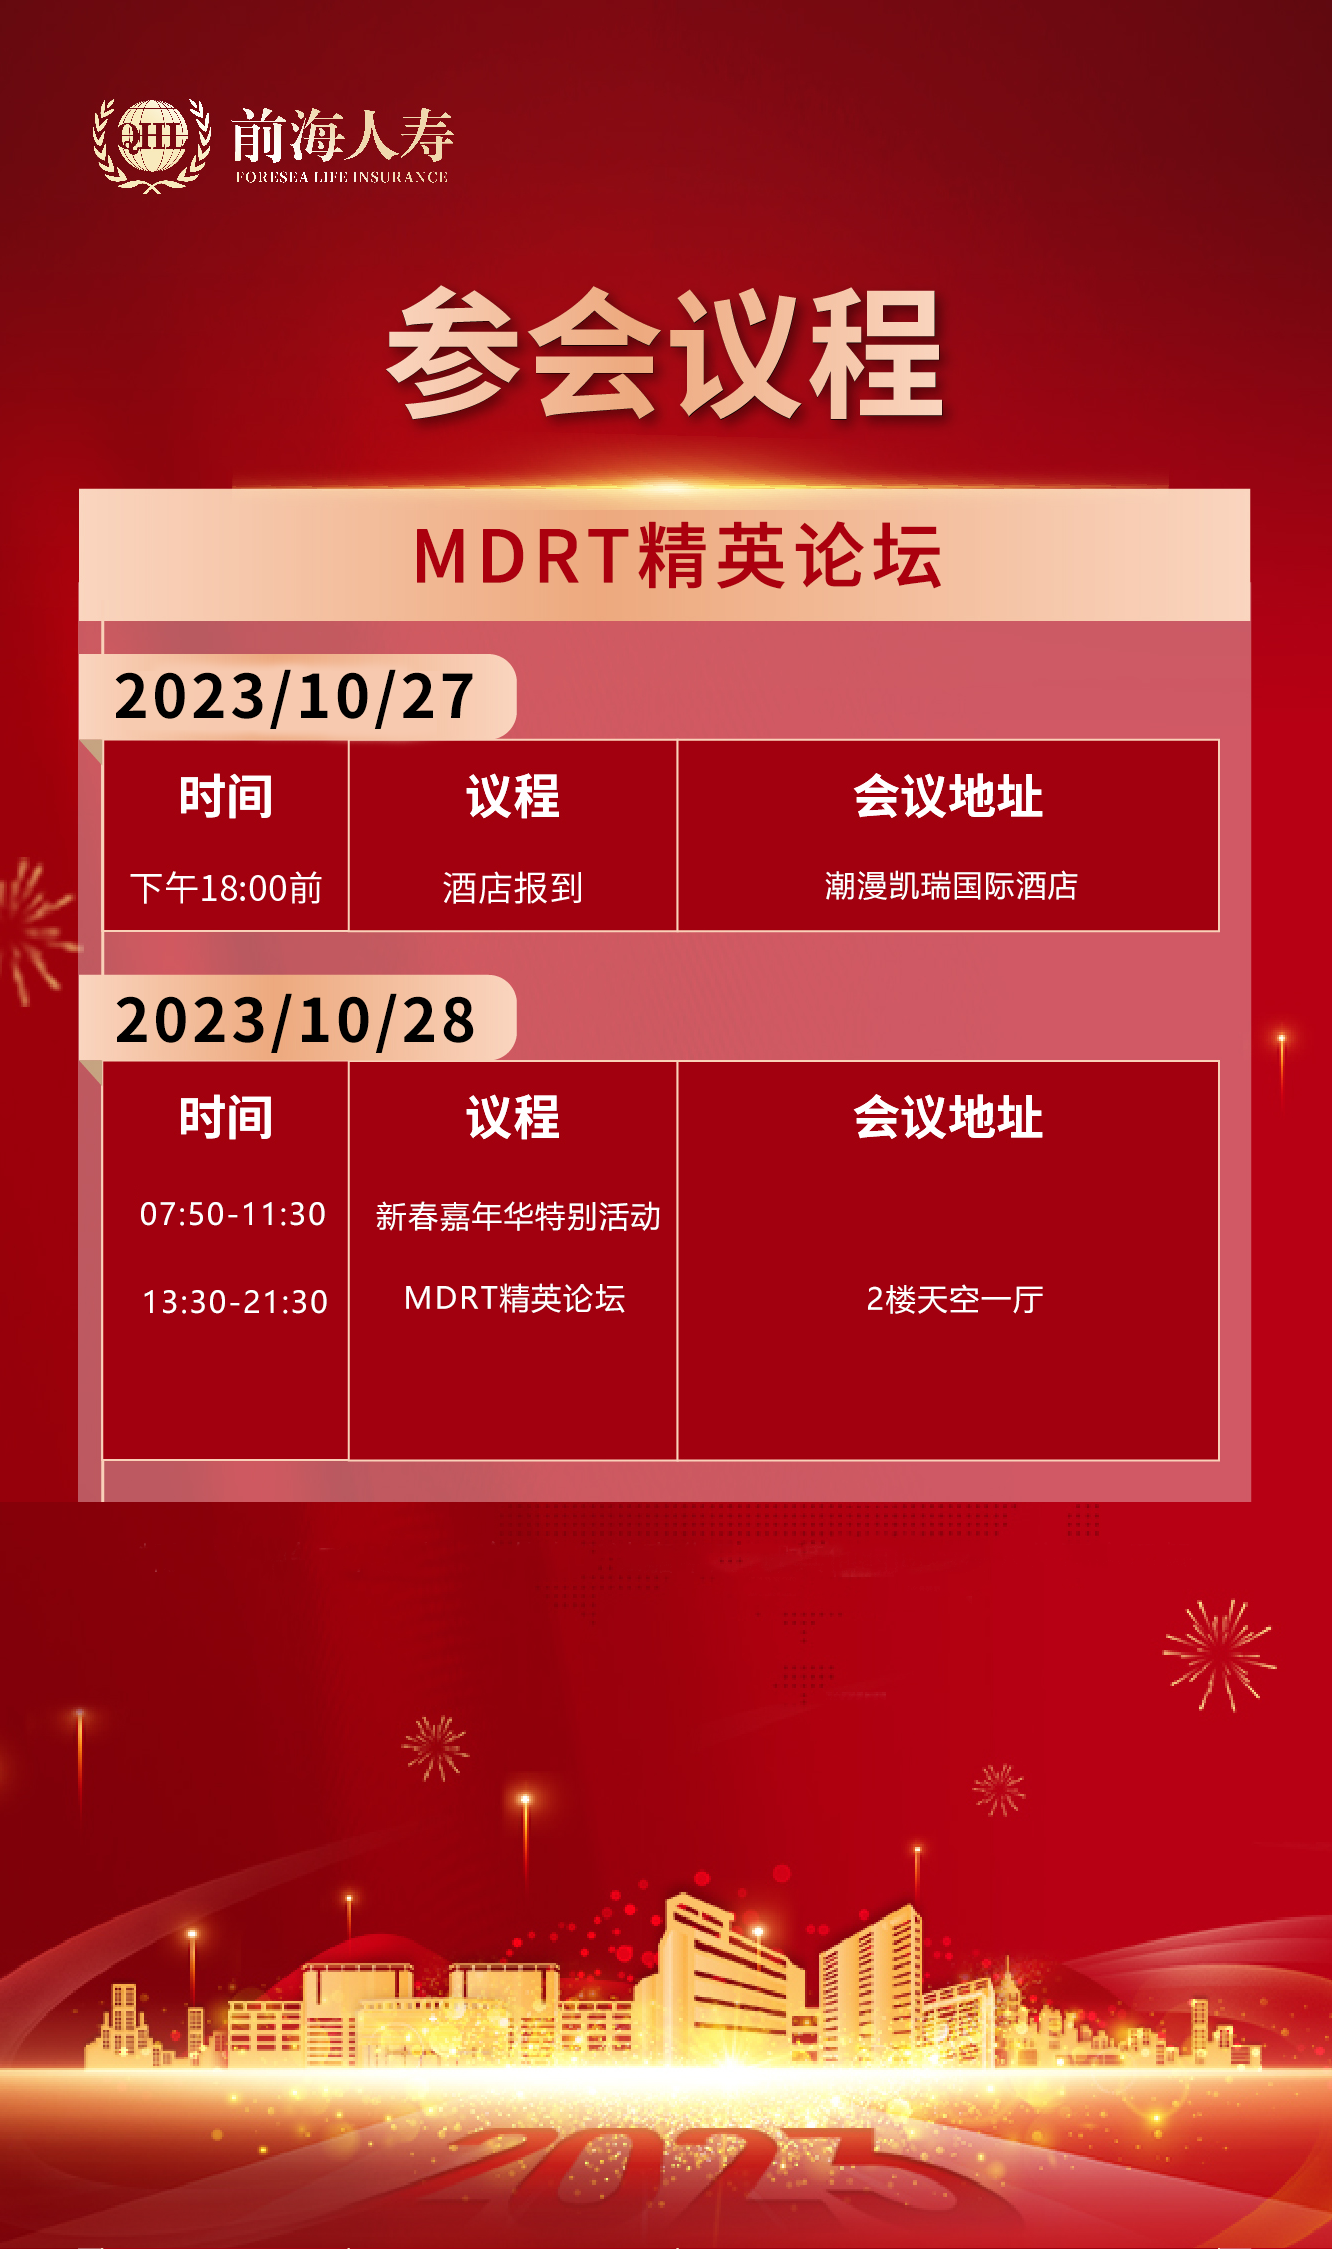 QHL
前海人寿
FORESEA LIFE INSURANCE
参会议程
MDRT精英论坛
2023/10/27
时间 议程 会议地址
下午18:00前 酒店报到 潮漫凯瑞国际酒店
2023/10/28
时间 议程 会议地址
07:50-11:30 新春嘉年华特别活动
13:30-21:30 MDRT精英论坛 2楼天空一厅
2023